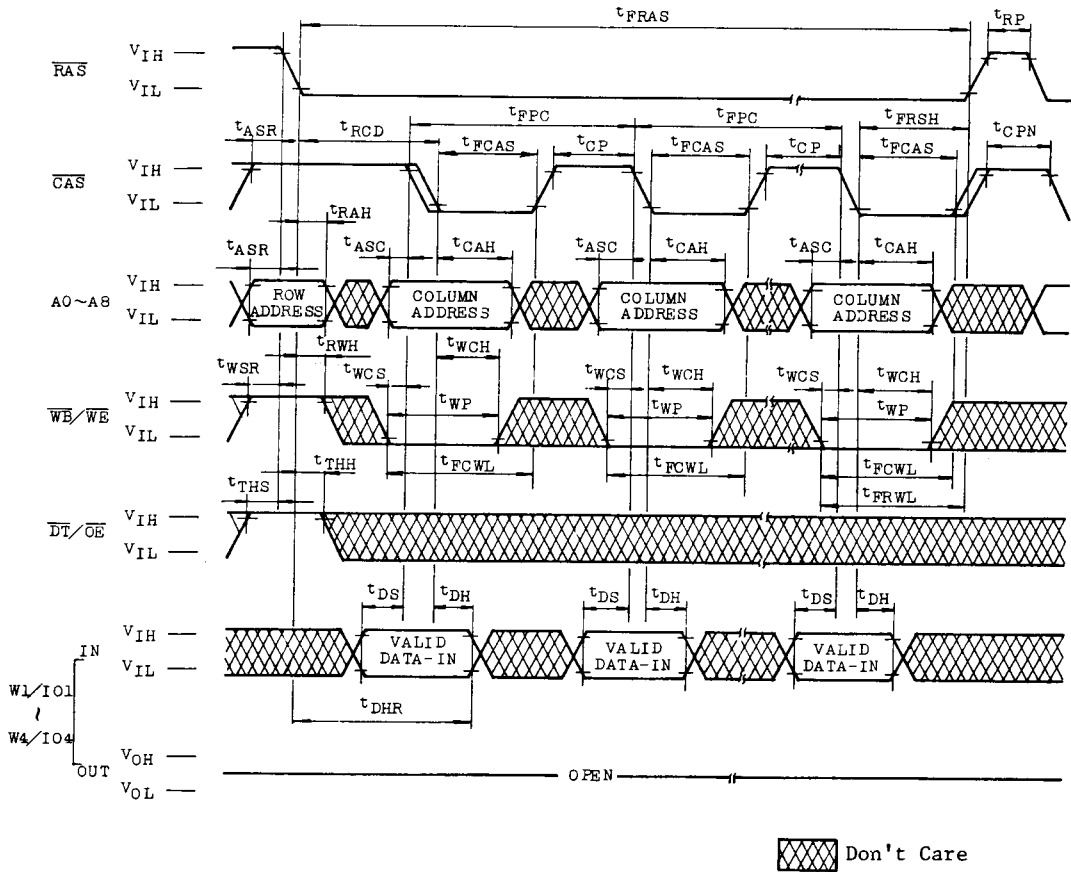 tFRAS
tRP
RAS
VIH
VIL
tASR
tRCD
tFPC
tFPC
tFRSH
tFCAS
tCP
tFCAS
tCP
tFCAS
tCPN
CAS
VIH
VIL
tRAH
tASR
tASC
tCAH
tASC
tCAH
tASC
tCAH
A0~A8
VIH
VIL
ROW
ADDRESS
COLUMN
ADDRESS
COLUMN
ADDRESS
COLUMN
ADDRESS
tRWH
tWCH
tWSR
tWCS
tWCS
tWCH
tWCS
tWCH
tWP
tWP
tWP
WB/WE
VIH
VIL
tTHH
tFCWL
tFCWL
tFCWL
tTHS
tFRWL
DT/OE
VIH
VIL
tDS
tDH
tDS
tDH
tDS
tDH
IN
VIH
VIL
VALID
DATA-IN
VALID
DATA-IN
VALID
DATA-IN
W1/IO1
~
W4/IO4
tDHR
OUT
VOH
VOL
OPEN
Don't Care